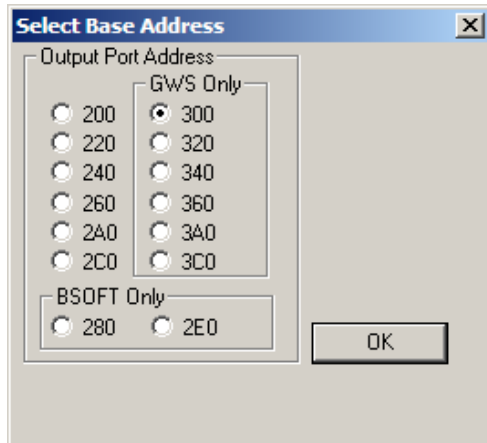 Select Base Address
Output Port Address
GWS Only
200 300
220 320
240 340
260 360
2A0 3A0
2C0 3C0
BSOFT Only
280 2E0
OK